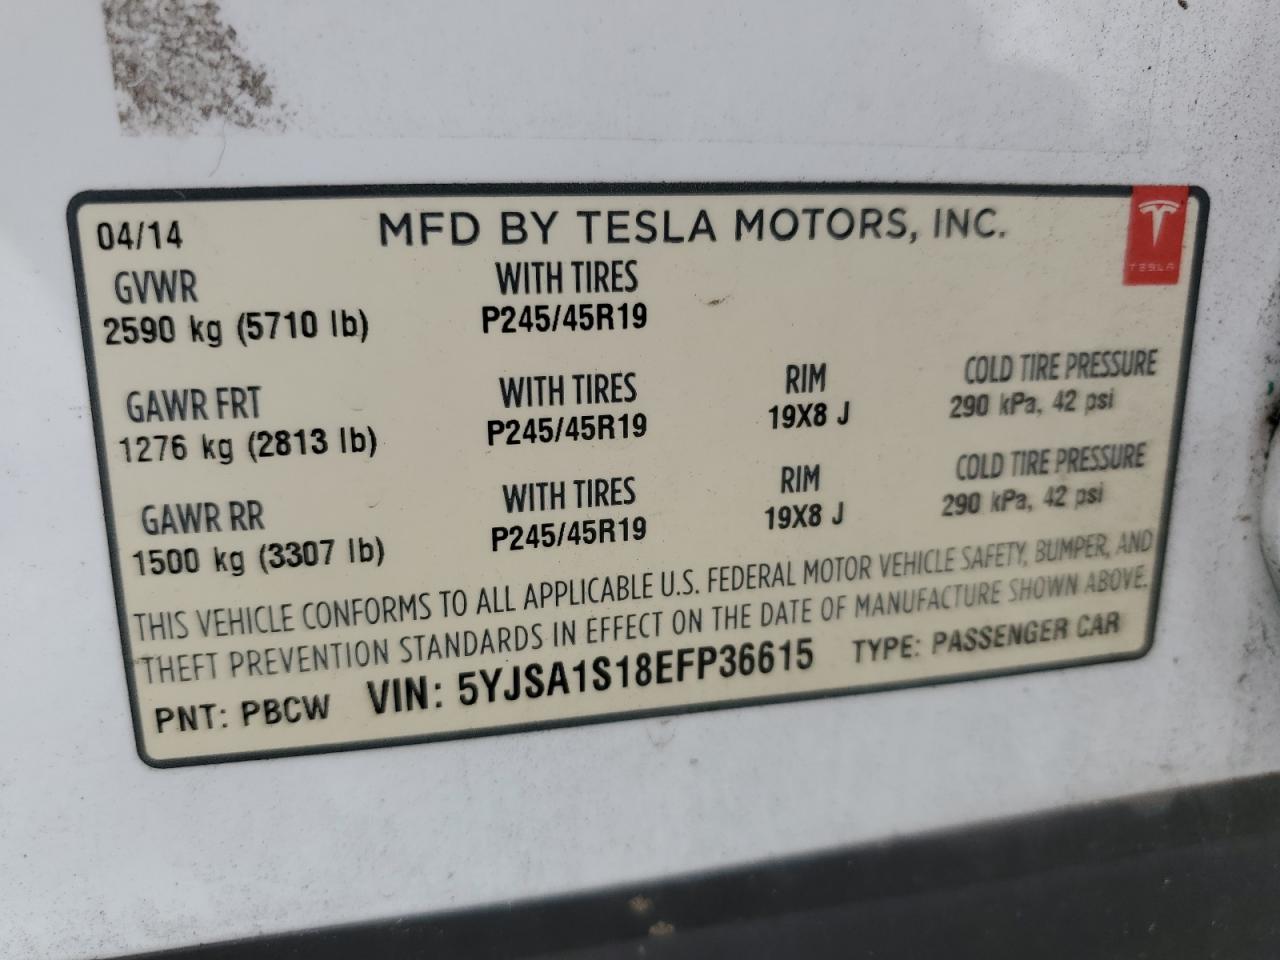 04/14 MFD BY TESLA MOTORS, INC.
TESLA
GVWR WITH TIRES
2590 kg (5710 lb) P245/45R19
GAWR FRT WITH TIRES RIM COLD TIRE PRESSURE
1276 kg (2813 lb) P245/45R19 19X8 J 290 kPa, 42 psi
GAWR RR WITH TIRES RIM COLD TIRE PRESSURE
1500 kg (3307 lb) P245/45R19 19X8 J 290 kPa, 42 psi
THIS VEHICLE CONFORMS TO ALL APPLICABLE U.S. FEDERAL MOTOR VEHICLE SAFETY, BUMPER, AND
THEFT PREVENTION STANDARDS IN EFFECT ON THE DATE OF MANUFACTURE SHOWN ABOVE.
PNT: PBCW VIN: 5YJSA1S18EFP36615 TYPE: PASSENGER CAR